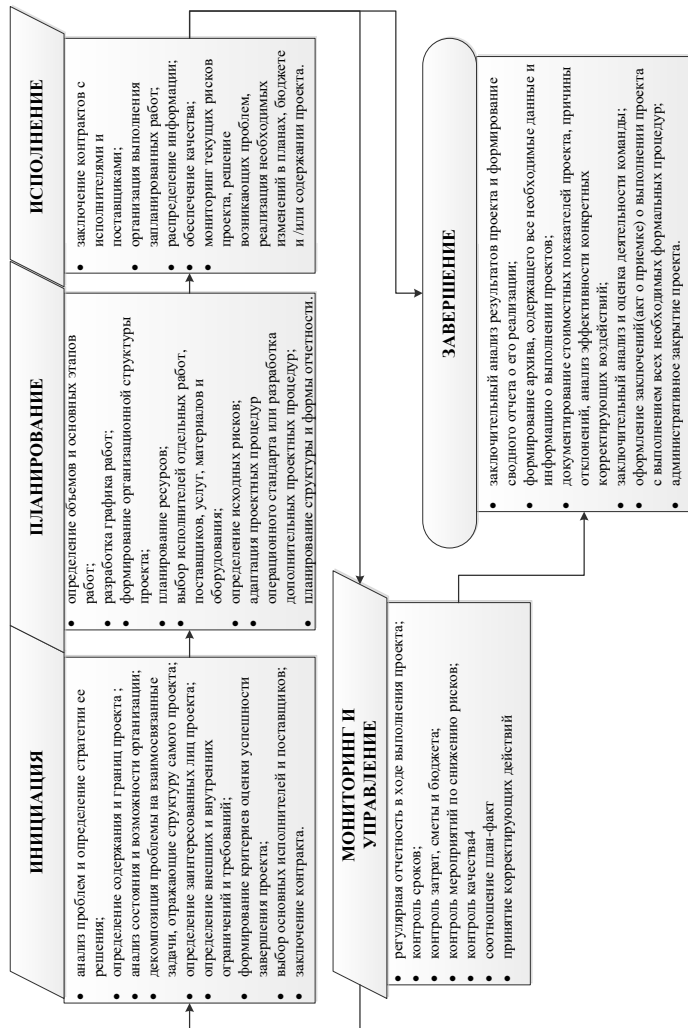 ИНИЦИАЦИЯ
• анализ проблем и определение стратегии ее
решения;
• определение содержания и границ проекта ;
• анализ состояния и возможности организации;
• декомпозиция проблемы на взаимосвязанные
задачи, отражающие структуру самого проекта;
• определение заинтересованных лиц проекта;
• определение внешних и внутренних
ограничений и требований;
• формирование критериев оценки успешности
завершения проекта;
• выбор основных исполнителей и поставщиков;
• заключение контракта.
ПЛАНИРОВАНИЕ
• определение объемов и основных этапов
работ;
• разработка графика работ;
• формирование организационной структуры
проекта;
• планирование ресурсов;
• выбор исполнителей отдельных работ,
поставщиков, услуг, материалов и
оборудования;
• определение исходных рисков;
• адаптация проектных процедур
операционного стандарта или разработка
дополнительных проектных процедур;
• планирование структуры и формы отчетности.
ИСПОЛНЕНИЕ
• заключение контрактов с
исполнителями и
поставщиками;
• организация выполнения
запланированных работ;
• распределение информации;
• обеспечение качества;
• мониторинг текущих рисков
проекта, решение
возникающих проблем,
реализация необходимых
изменений в планах, бюджете
и /или содержании проекта.
МОНИТОРИНГ И
УПРАВЛЕНИЕ
• регулярная отчетность в ходе выполнения проекта;
• контроль сроков;
• контроль затрат, сметы и бюджета;
• контроль мероприятий по снижению рисков;
• контроль качества4
• соотношение план-факт
• принятие корректирующих действий
ЗАВЕРШЕНИЕ
• заключительный анализ результатов проекта и формирование
сводного отчета о его реализации;
• формирование архива, содержащего все необходимые данные и
информацию о выполнении проектов;
• документирование стоимостных показателей проекта, причины
отклонений, анализ эффективности конкретных
корректирующих воздействий;
• заключительный анализ и оценка деятельности команды;
• оформление заключений(акт о приемке) о выполнении проекта
с выполнением всех необходимых формальных процедур;
• административное закрытие проекта.